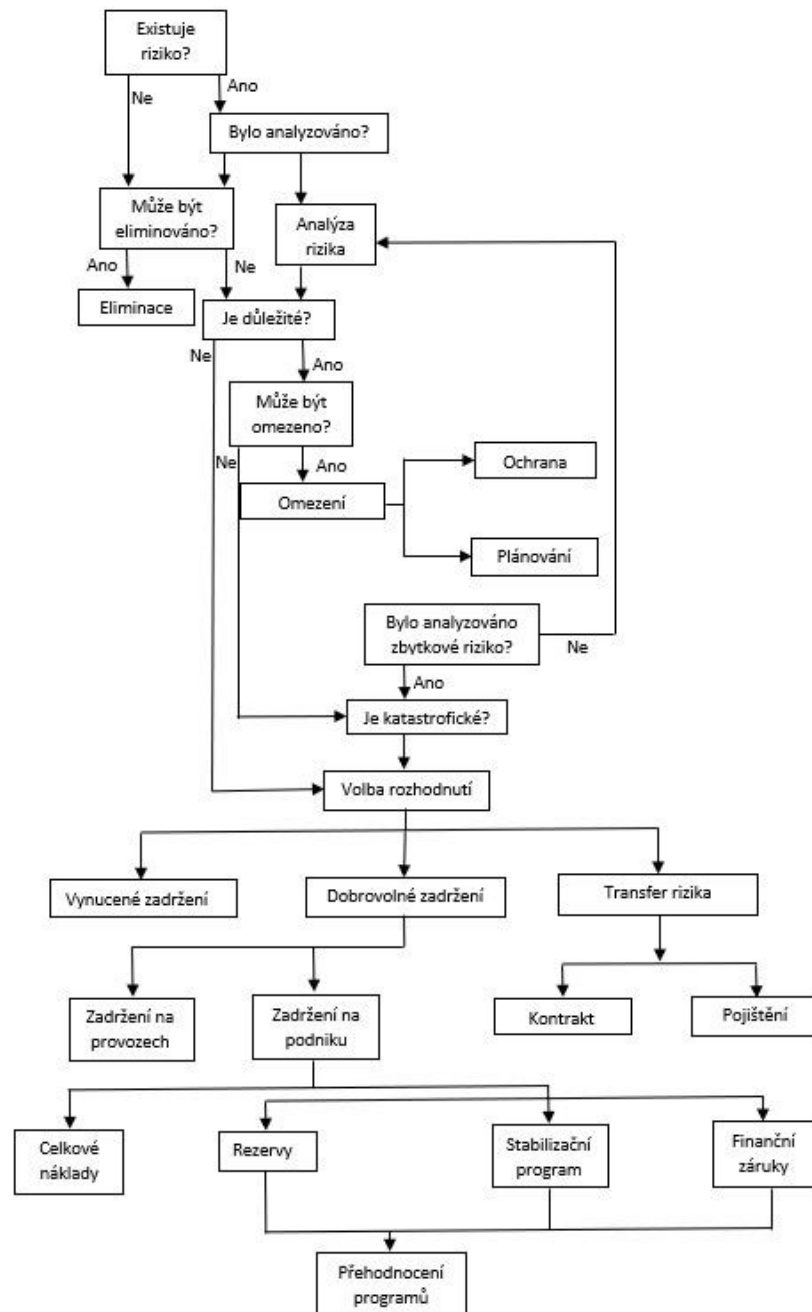 Existuje
riziko?
Ne
Ano
Bylo analyzováno?
Může být
eliminováno?
Analýza
rizika
Ano
Ne
Eliminace
Je důležité?
Ne
Ano
Může být
omezeno?
Ne
Ano
Ochrana
Omezení
Plánování
Bylo analyzováno
zbytkové riziko?
Ne
Ano
Je katastrofické?
Volba rozhodnutí
Vynucené zadržení
Dobrovolné zadržení
Transfer rizika
Zadržení na
provozech
Zadržení na
podniku
Kontrakt
Pojištění
Celkové
náklady
Rezervy
Stabilizační
program
Finanční
záruky
Přehodnocení
programů